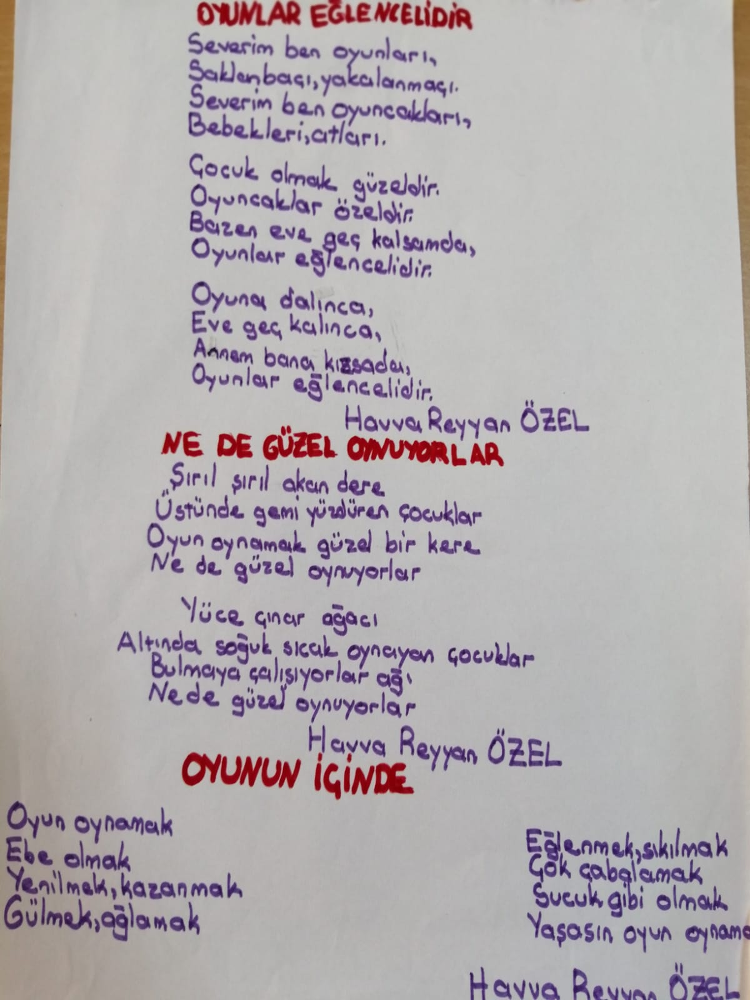 OYUNLAR EĞLENCELİDİR
Severim ben oyunları,
Saklenbaçı,yakalanmaçı.
Severim ben oyuncakları,
Bebekleri,atları.
Çocuk olmak güzeldir.
Oyuncaklar özeldir.
Bazen eve geç kalsamda,
Oyunlar eğlencelidir.
Oyuna dalınca,
Eve geç kalınca,
Annem bana kızsada,
Oyunlar eğlencelidir.
Havva Reyyan ÖZEL
NE DE GÜZEL OYNUYORLAR
Şırıl şırıl akan dere
Üstünde gemi yüzdüren çocuklar
Oyun oynamak güzel bir kere
Ne de güzel oynuyorlar
Yüce çınar ağacı
Altında soğuk sıcak oynayan çocuklar
Bulmaya çalışıyorlar ağı
Nede güzel oynuyorlar
Havva Reyyan ÖZEL
OYUNUN İÇİNDE
Oyun oynamak
Ebe olmak
Yenilmek,kazanmak
Gülmek,ağlamak
Eğlenmek,sıkılmak
Çok çabalamak
Sucuk gibi olmak
Yaşasın oyun oynama
Havva Reyyan ÖZEL